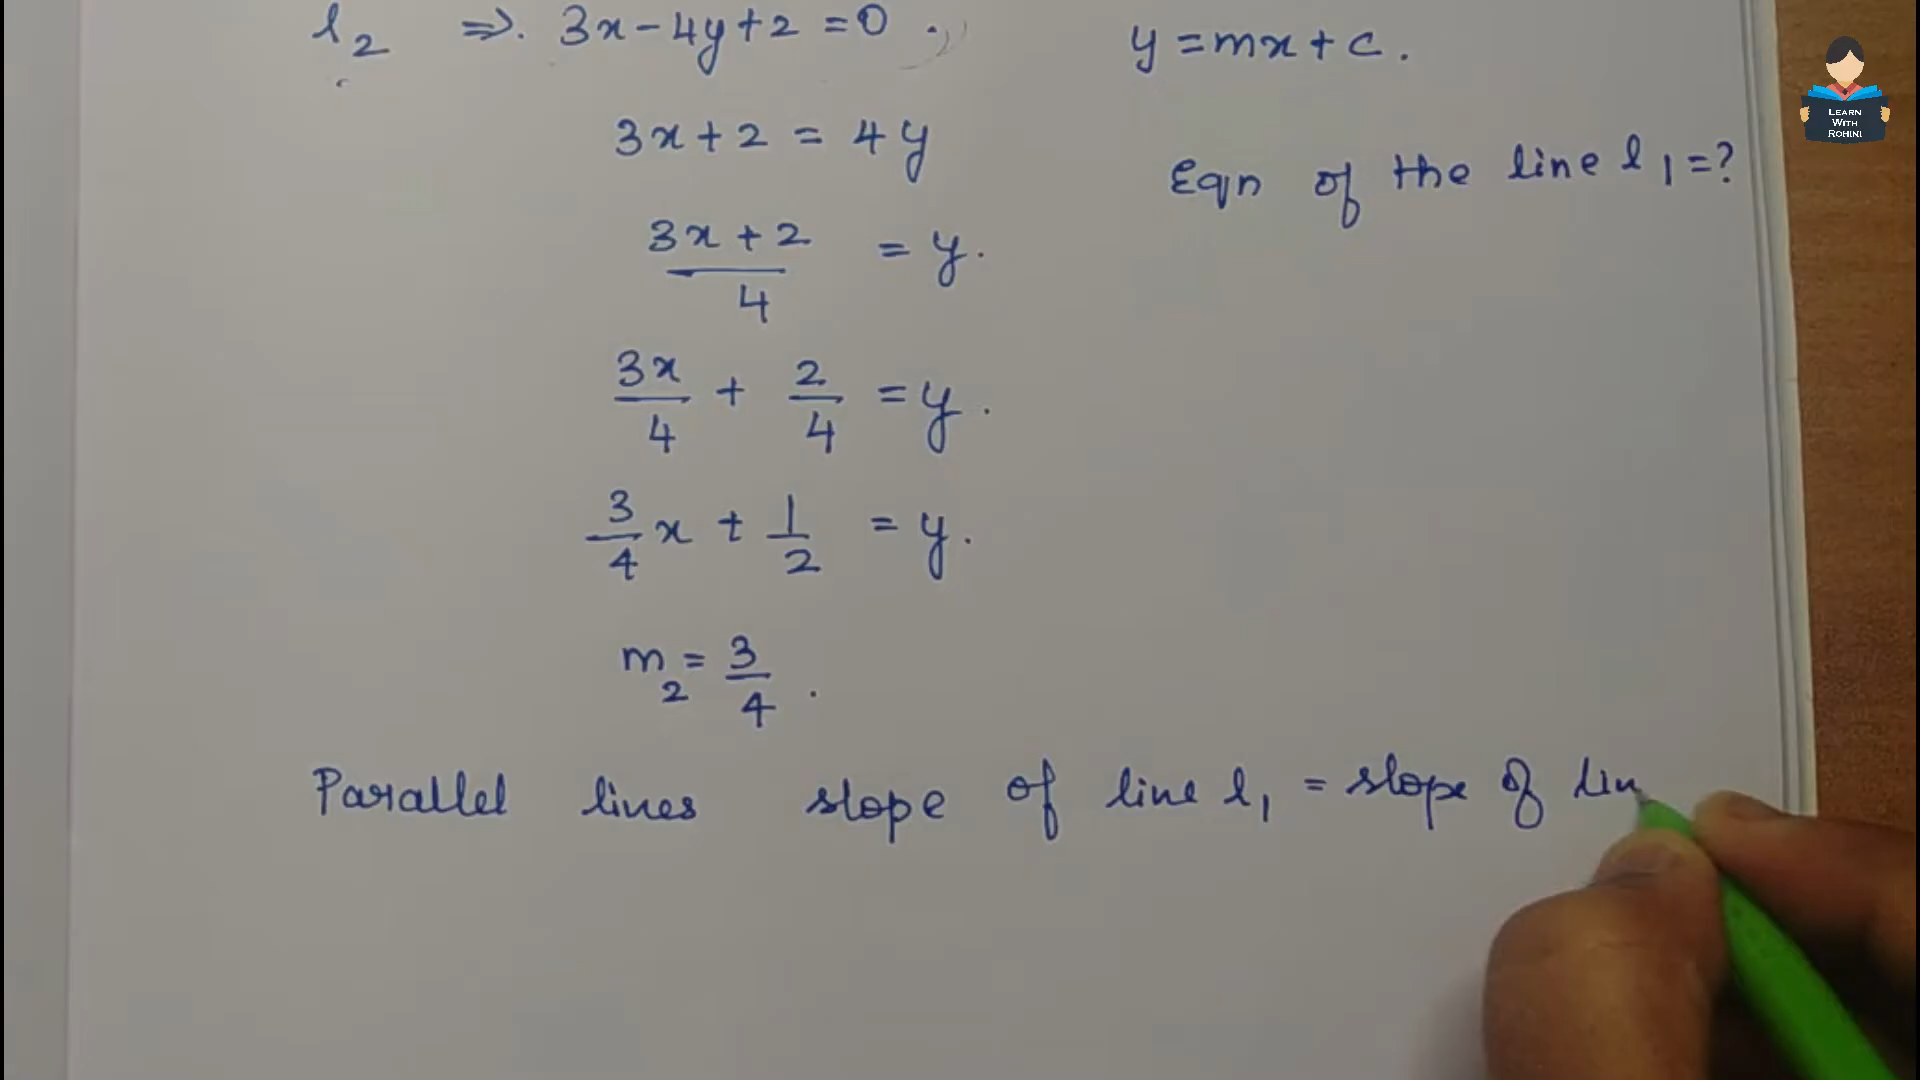 l2 ⇒. 3x-4y+2=0.
y=mx+c.
3x+2=4y
Eqn of the line l1=?
3x+2/4 =y.
3x/4 + 2/4 =y.
3/4 x + 1/2 =y.
m2=3/4.
Parallel lines slope of line l1 = slope of lin
LEARN
WITH
ROHINI